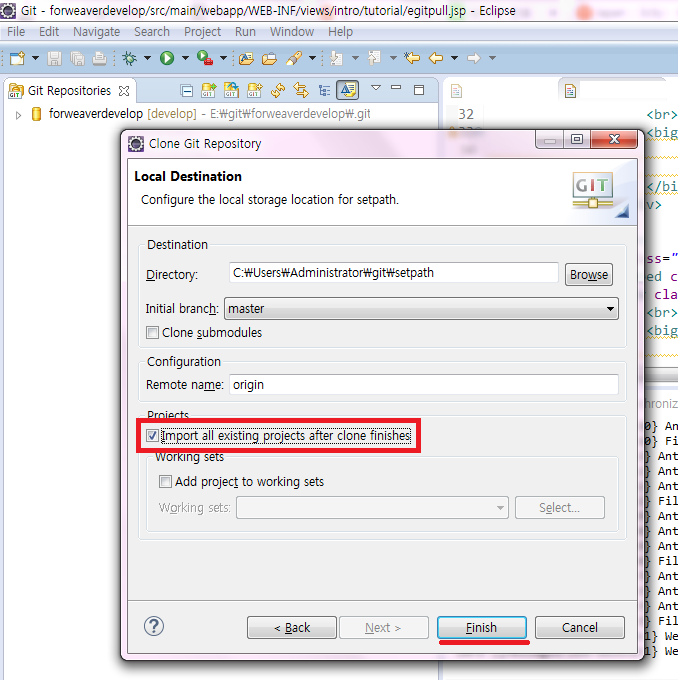 Git - forweaverdevelop/src/main/webapp/WEB-INF/views/intro/tutorial/egitpull.jsp - Eclipse
File Edit Navigate Search Project Run Window Help
Git Repositories
forweaverdevelop [develop] - E:₩git₩forweaverdevelop₩.git
32
<br>
<big
</bi
v>
ss="
ed c
cla
<br>
<big
Clone Git Repository
Local Destination
Configure the local storage location for setpath.
GIT
Destination
Directory: C:₩Users₩Administrator₩git₩setpath Browse
Initial branch: master
Clone submodules
Configuration
Remote name: origin
Projects
Import all existing projects after clone finishes
Working sets
Add project to working sets
Working sets: Select...
? < Back Next > Finish Cancel
hroniz
0} An
0} Fi
} Ant
} Ant
} Ant
} Fil
} Ant
} Ant
} Ant
} Fil
} Ant
} Ant
} Ant
} Fil
1} We
1} We